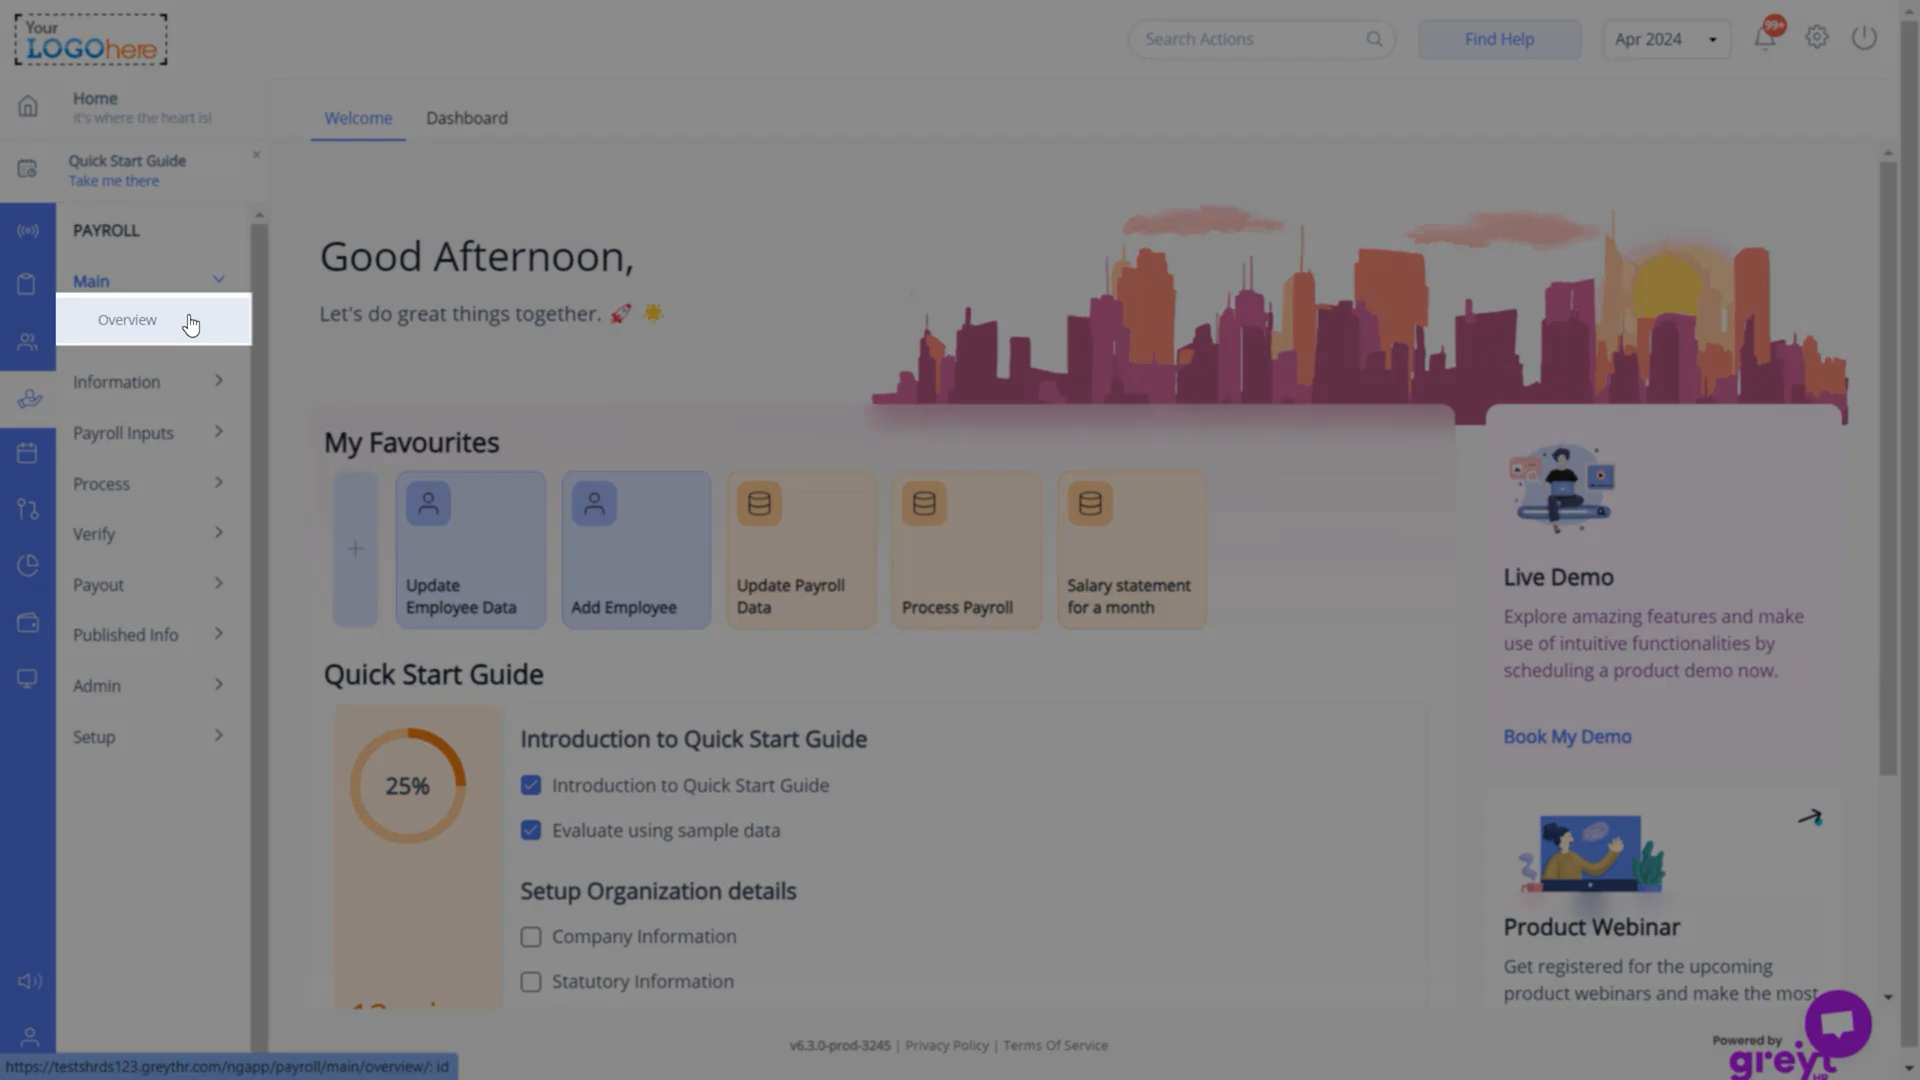 Your
LOGOhere
Search Actions
Find Help
Apr 2024
99+
Home
it's where the heart is!
Quick Start Guide
Take me there
Welcome
Dashboard
PAYROLL
Main
Overview
Information
Payroll Inputs
Process
Verify
Payout
Published Info
Admin
Setup
Good Afternoon,
Let's do great things together. 🚀 🌟
My Favourites
+
Update
Employee Data
Add Employee
Update Payroll
Data
Process Payroll
Salary statement
for a month
Quick Start Guide
25%
Introduction to Quick Start Guide
Introduction to Quick Start Guide
Evaluate using sample data
Setup Organization details
Company Information
Statutory Information
Live Demo
Explore amazing features and make
use of intuitive functionalities by
scheduling a product demo now.
Book My Demo
Product Webinar
Get registered for the upcoming
product webinars and make the most
v6.3.0-prod-3245 | Privacy Policy | Terms Of Service
Powered by
greyt
HR
https://testshrds123.greythr.com/ngapp/payroll/main/overview/: id